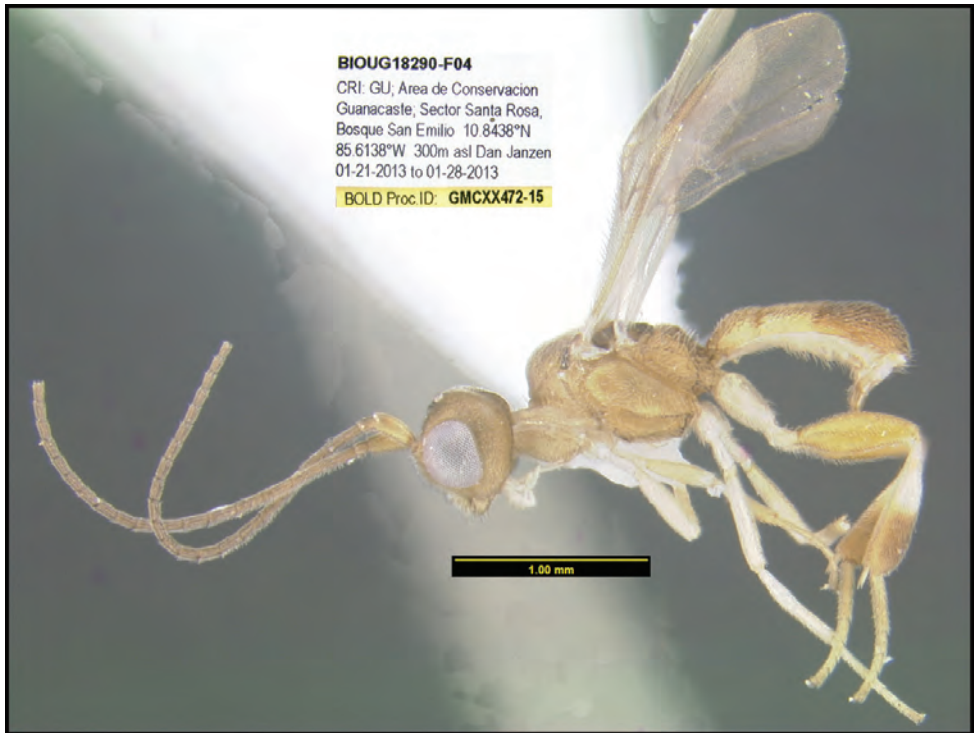 BIOUG18290-F04
CRI: GU; Area de Conservacion
Guanacaste; Sector Santa Rosa,
Bosque San Emilio 10.8438°N
85.6138°W 300m asl Dan Janzen
01-21-2013 to 01-28-2013
BOLD Proc.ID: GMCXX472-15
1.00 mm